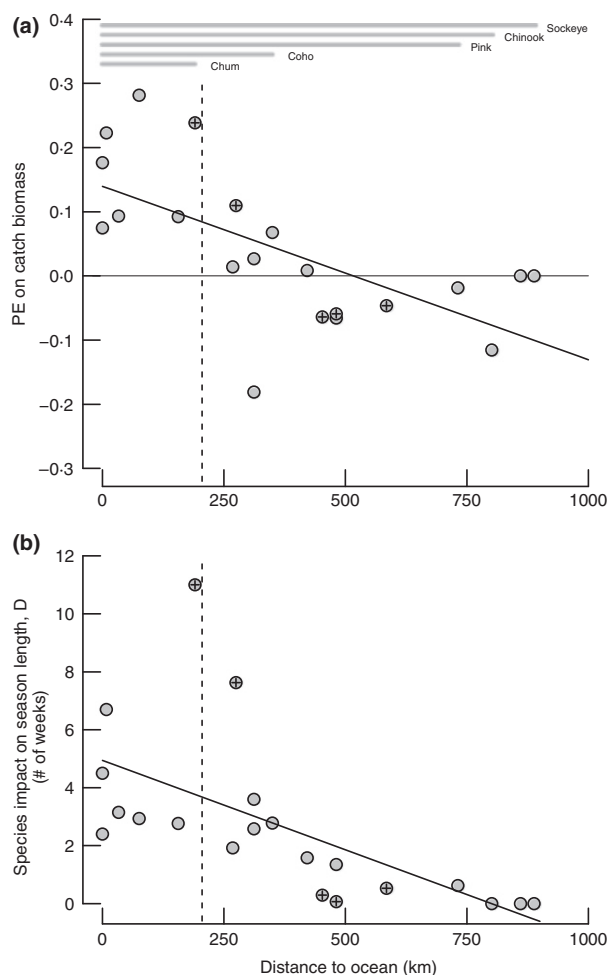 (a)
0·4
0·3
0·2
0·1
0·0
−0·1
−0·2
−0·3
PE on catch biomass
Sockeye
Chinook
Pink
Coho
Chum
0 250 500 750 1000
(b)
12
10
8
6
4
2
0
Species impact on season length, D
(# of weeks)
0 250 500 750 1000
Distance to ocean (km)